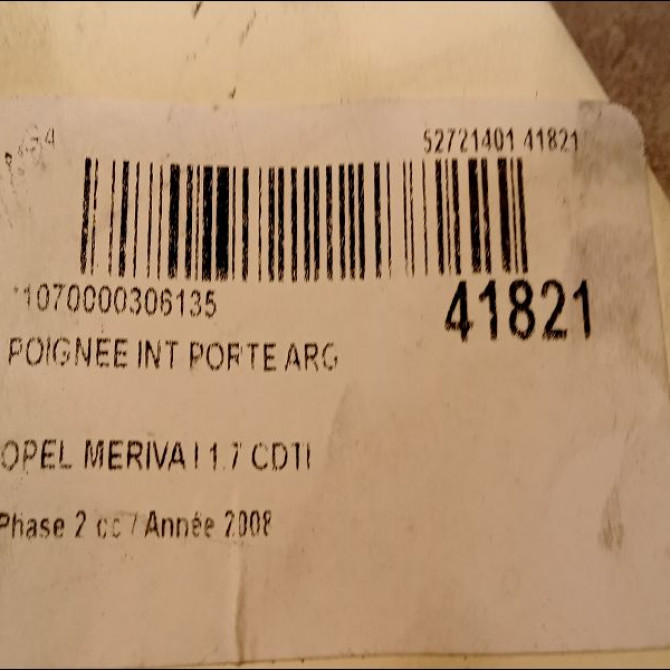 52721401 41821
*1070000306135
41821
POIGNEE INT PORTE ARG
OPEL MERIVA I 1.7 CDTI
Phase 2 cc / Année 2008